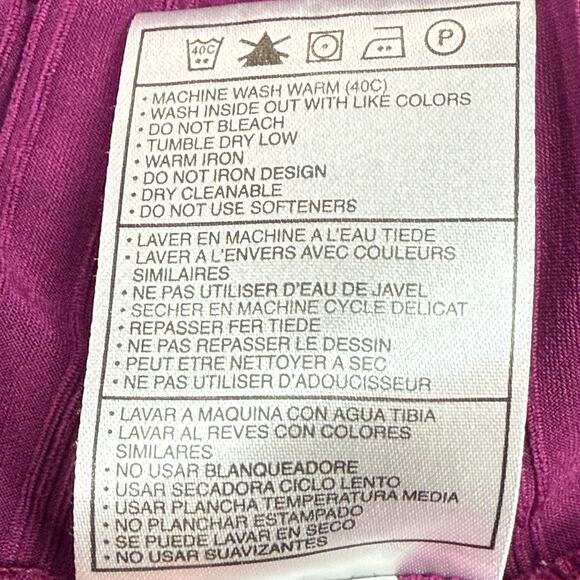 40C
P
• MACHINE WASH WARM (40C)
• WASH INSIDE OUT WITH LIKE COLORS
• DO NOT BLEACH
• TUMBLE DRY LOW
• WARM IRON
• DO NOT IRON DESIGN
• DRY CLEANABLE
• DO NOT USE SOFTENERS
• LAVER EN MACHINE A L'EAU TIEDE
• LAVER A L'ENVERS AVEC COULEURS
SIMILAIRES
• NE PAS UTILISER D'EAU DE JAVEL
• SECHER EN MACHINE CYCLE DELICAT
• REPASSER FER TIEDE
• NE PAS REPASSER LE DESSIN
• PEUT ETRE NETTOYER A SEC
• NE PAS UTILISER D'ADOUCISSEUR
• LAVAR A MAQUINA CON AGUA TIBIA
• LAVAR AL REVES CON COLORES
SIMILARES
• NO USAR BLANQUEADORE
• USAR SECADORA CICLO LENTO
• USAR PLANCHA TEMPERATURA MEDIA
• NO PLANCHAR ESTAMPADO
• SE PUEDE LAVAR EN SECO
• NO USAR SUAVIZANTES